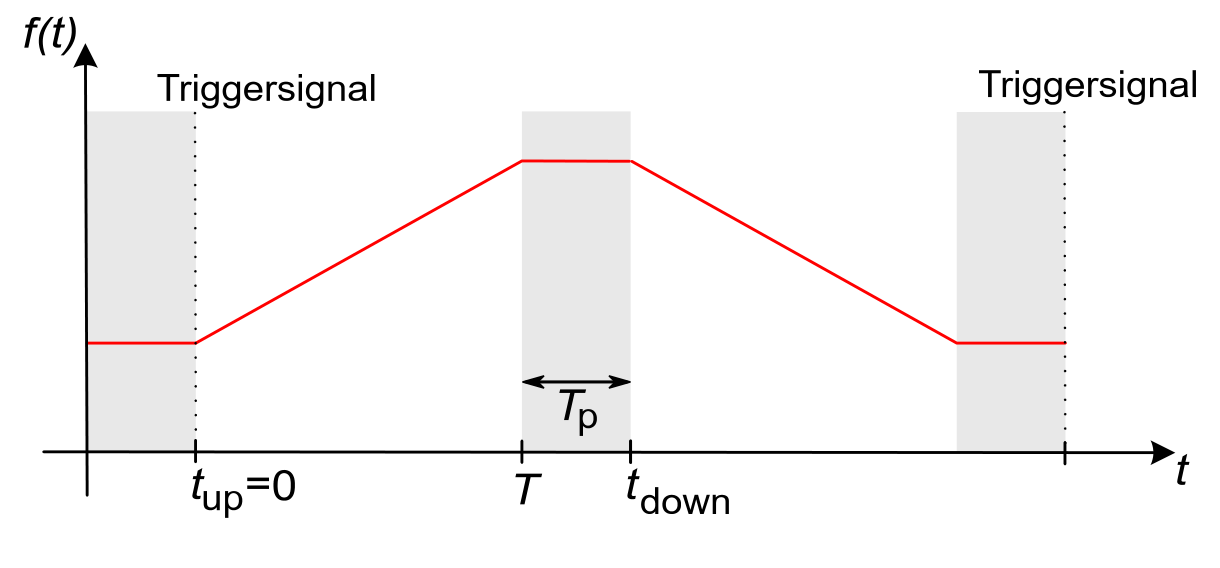 f(t)
Triggersignal
Triggersignal
Tp
tup=0
T
tdown
t